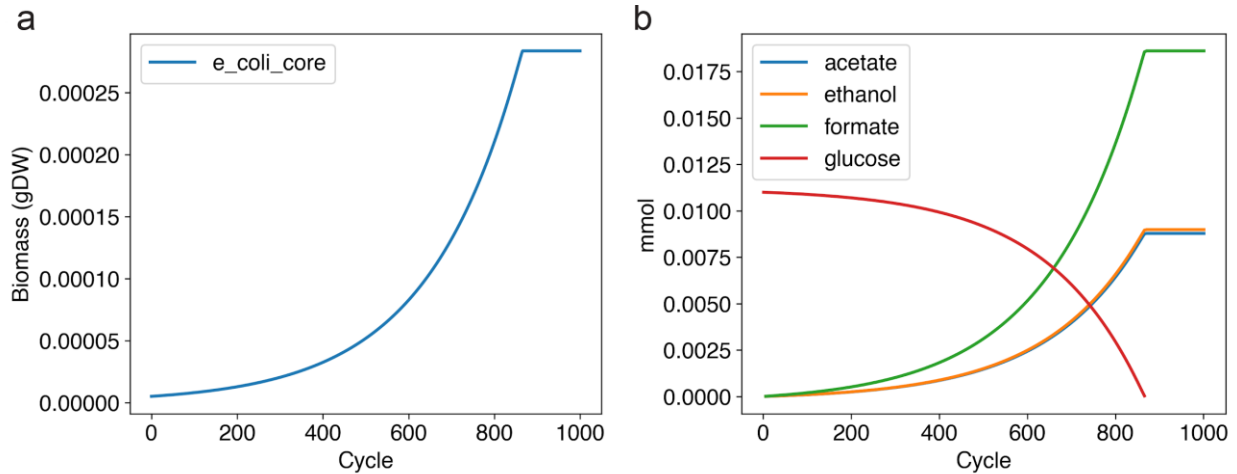 a
e_coli_core
Biomass (gDW)
0.00025
0.00020
0.00015
0.00010
0.00005
0.00000
0 200 400 600 800 1000
Cycle
b
acetate
ethanol
formate
glucose
mmol
0.0175
0.0150
0.0125
0.0100
0.0075
0.0050
0.0025
0.0000
0 200 400 600 800 1000
Cycle